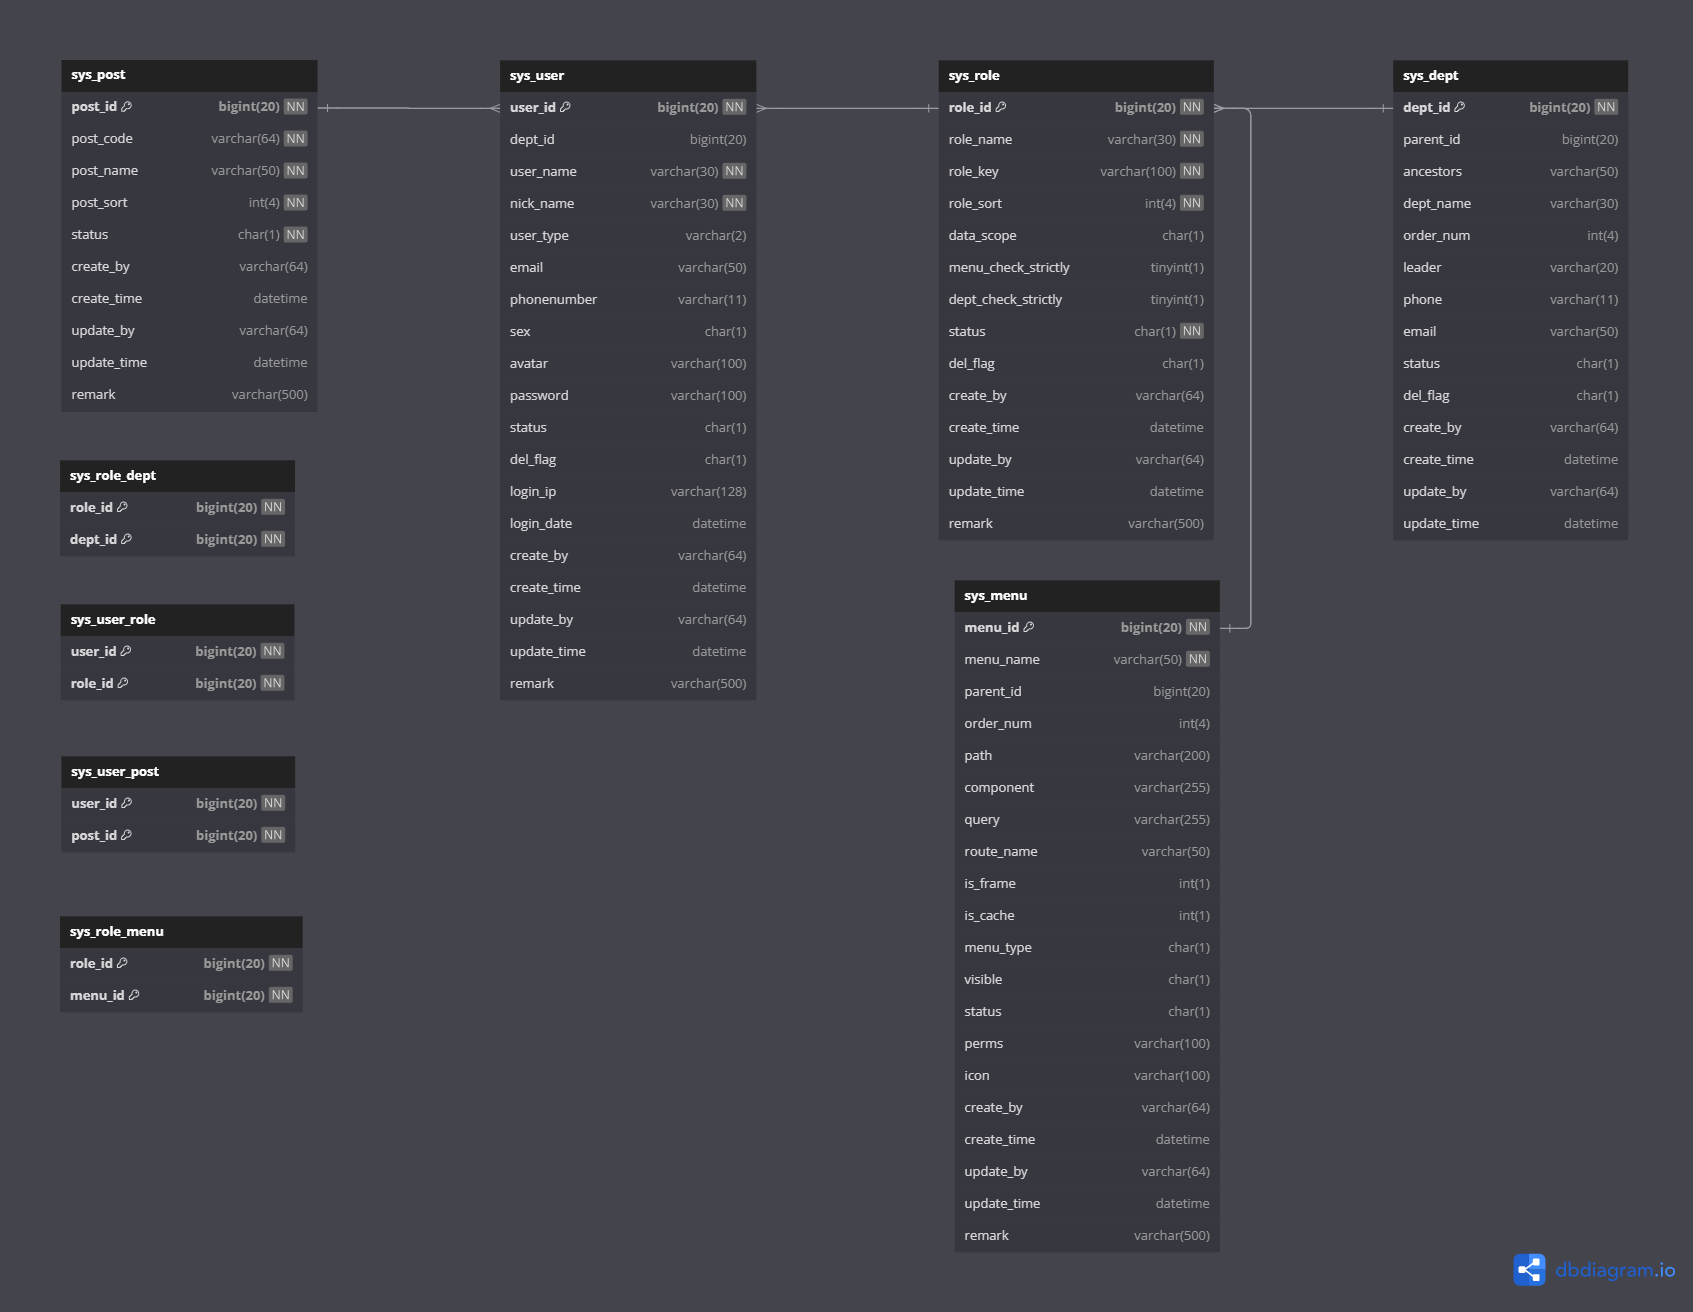 sys_post
post_id bigint(20) NN
post_code varchar(64) NN
post_name varchar(50) NN
post_sort int(4) NN
status char(1) NN
create_by varchar(64)
create_time datetime
update_by varchar(64)
update_time datetime
remark varchar(500)
sys_role_dept
role_id bigint(20) NN
dept_id bigint(20) NN
sys_user_role
user_id bigint(20) NN
role_id bigint(20) NN
sys_user_post
user_id bigint(20) NN
post_id bigint(20) NN
sys_role_menu
role_id bigint(20) NN
menu_id bigint(20) NN
sys_user
user_id bigint(20) NN
dept_id bigint(20)
user_name varchar(30) NN
nick_name varchar(30) NN
user_type varchar(2)
email varchar(50)
phonenumber varchar(11)
sex char(1)
avatar varchar(100)
password varchar(100)
status char(1)
del_flag char(1)
login_ip varchar(128)
login_date datetime
create_by varchar(64)
create_time datetime
update_by varchar(64)
update_time datetime
remark varchar(500)
sys_role
role_id bigint(20) NN
role_name varchar(30) NN
role_key varchar(100) NN
role_sort int(4) NN
data_scope char(1)
menu_check_strictly tinyint(1)
dept_check_strictly tinyint(1)
status char(1) NN
del_flag char(1)
create_by varchar(64)
create_time datetime
update_by varchar(64)
update_time datetime
remark varchar(500)
sys_menu
menu_id bigint(20) NN
menu_name varchar(50) NN
parent_id bigint(20)
order_num int(4)
path varchar(200)
component varchar(255)
query varchar(255)
route_name varchar(50)
is_frame int(1)
is_cache int(1)
menu_type char(1)
visible char(1)
status char(1)
perms varchar(100)
icon varchar(100)
create_by varchar(64)
create_time datetime
update_by varchar(64)
update_time datetime
remark varchar(500)
sys_dept
dept_id bigint(20) NN
parent_id bigint(20)
ancestors varchar(50)
dept_name varchar(30)
order_num int(4)
leader varchar(20)
phone varchar(11)
email varchar(50)
status char(1)
del_flag char(1)
create_by varchar(64)
create_time datetime
update_by varchar(64)
update_time datetime
dbdiagram.io